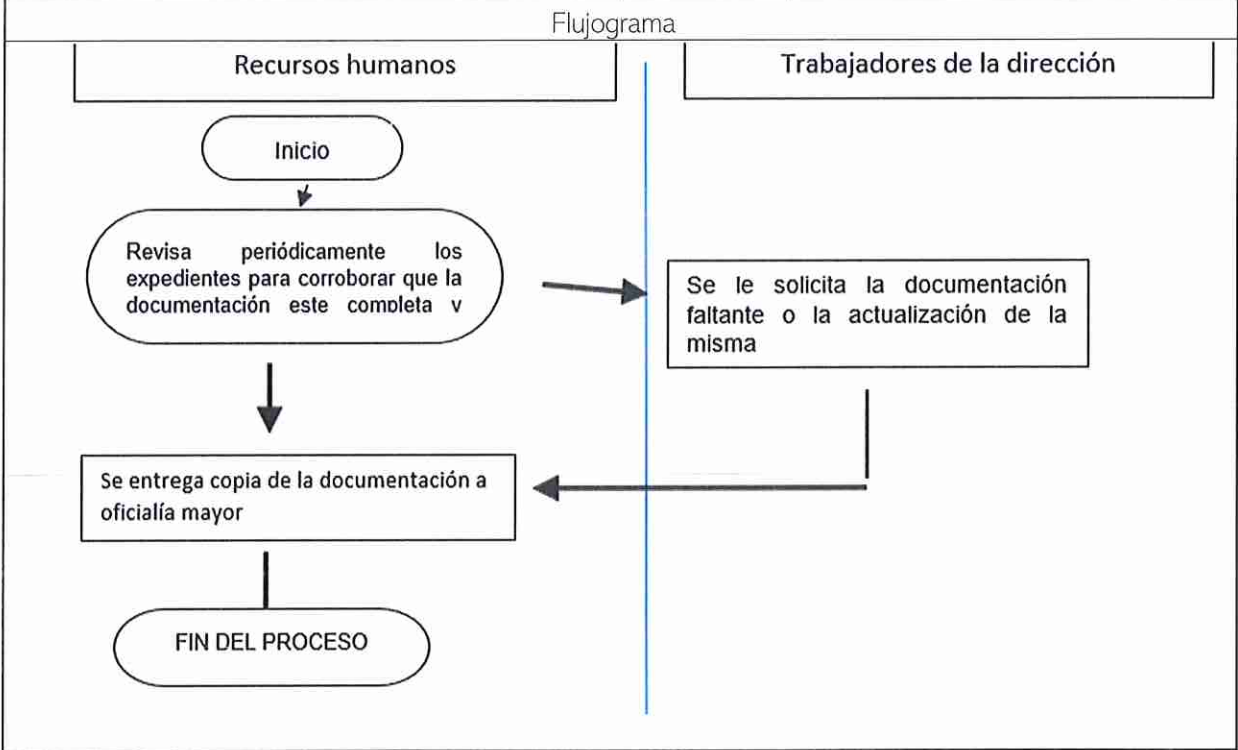 Flujograma
Recursos humanos
Trabajadores de la dirección
Inicio
Revisa periódicamente los
expedientes para corroborar que la
documentación este completa y
Se le solicita la documentación
faltante o la actualización de la
misma
Se entrega copia de la documentación a
oficialía mayor
FIN DEL PROCESO